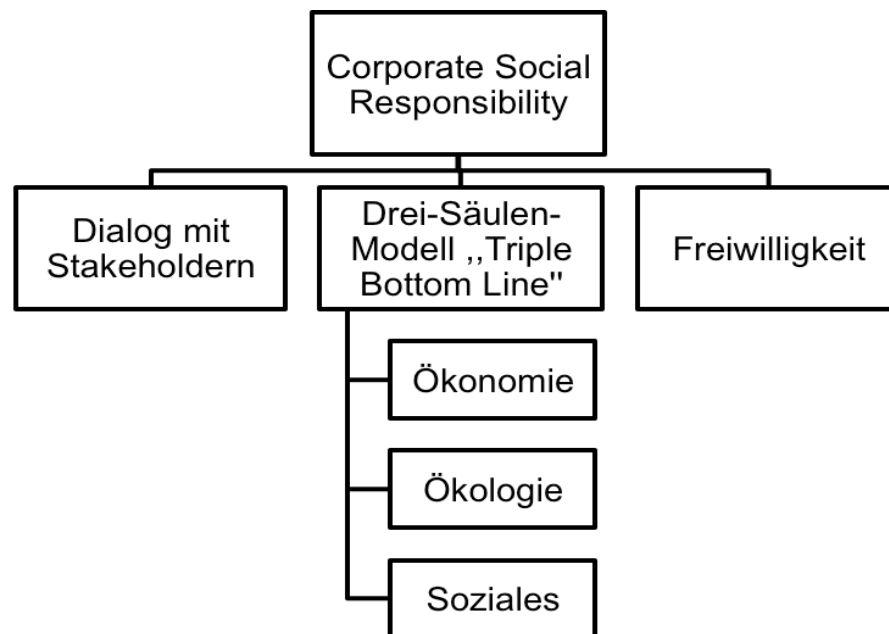 Corporate Social
Responsibility
Dialog mit
Stakeholdern
Drei-Säulen-
Modell ,,Triple
Bottom Line"
Freiwilligkeit
Ökonomie
Ökologie
Soziales